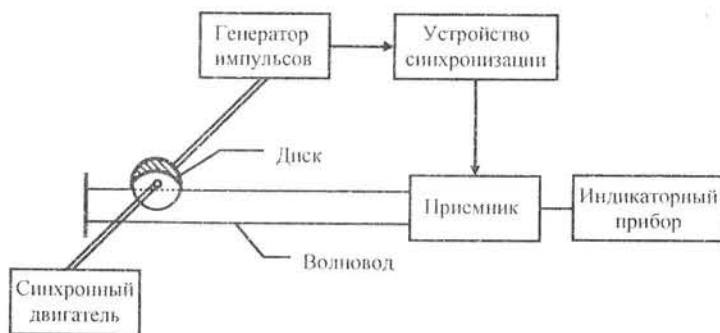 Генератор
импульсов
Устройство
синхронизации
Диск
Приемник
Индикаторный
прибор
Волновод
Синхронный
двигатель